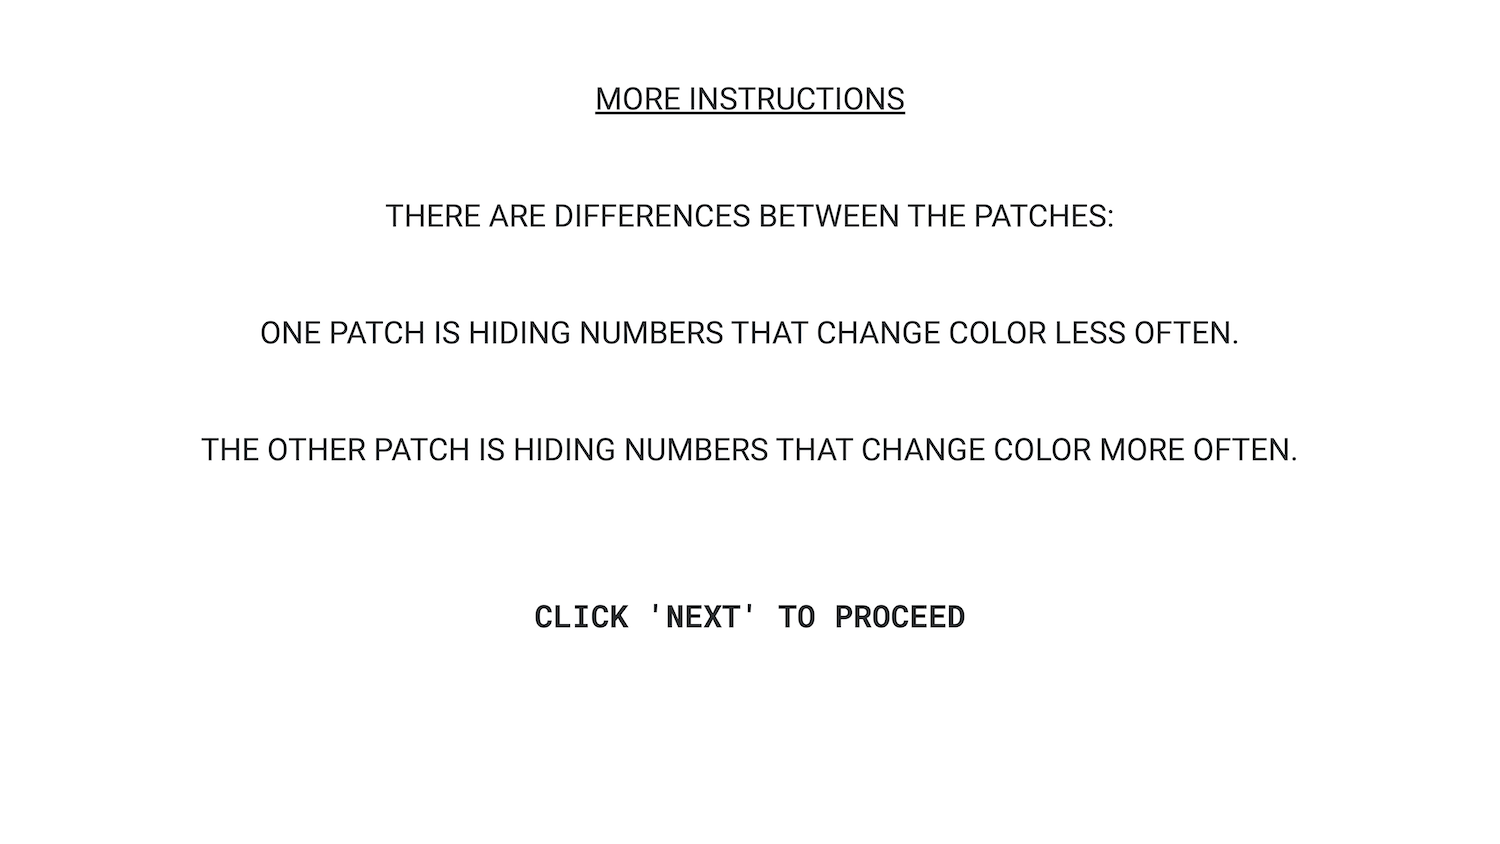 MORE INSTRUCTIONS
THERE ARE DIFFERENCES BETWEEN THE PATCHES:
ONE PATCH IS HIDING NUMBERS THAT CHANGE COLOR LESS OFTEN.
THE OTHER PATCH IS HIDING NUMBERS THAT CHANGE COLOR MORE OFTEN.
CLICK 'NEXT' TO PROCEED